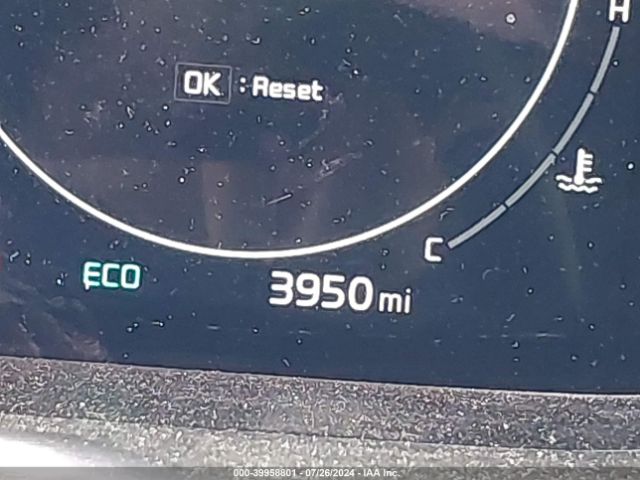 H
OK : Reset
C
ECO
3950 mi
000-39958801 - 07/26/2024 - IAA Inc.